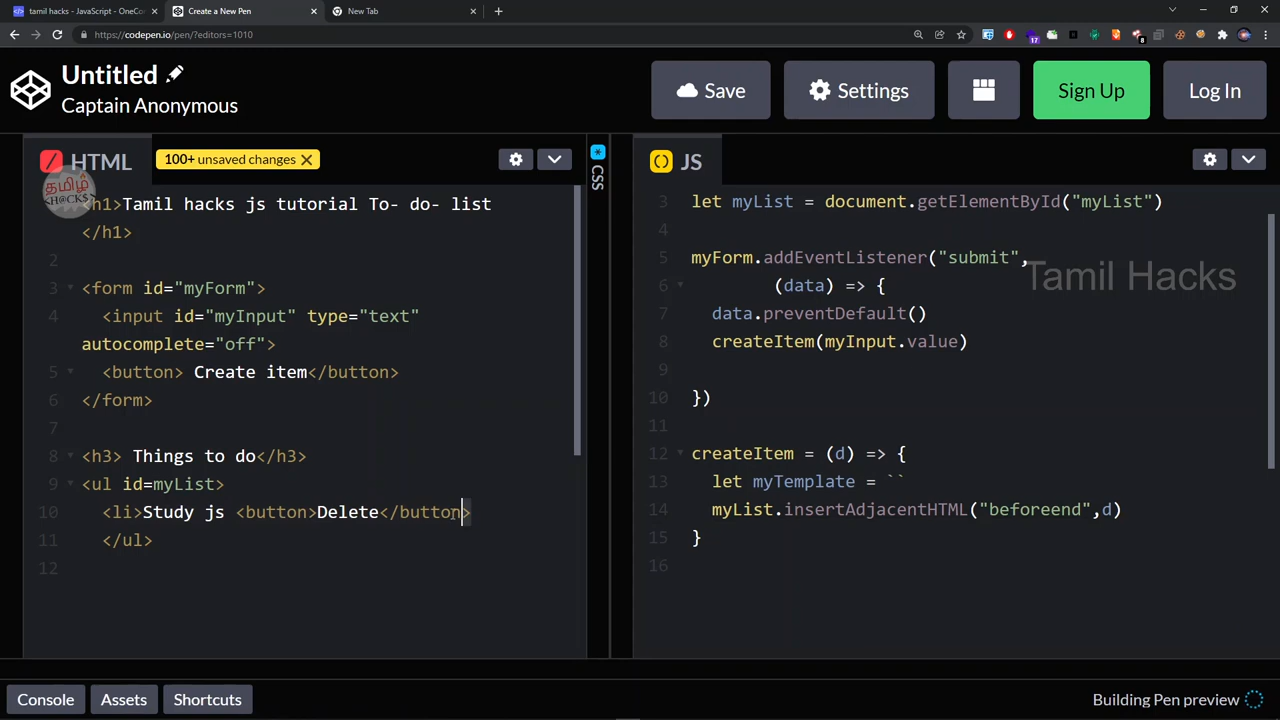 tamil hacks - JavaScript - OneCo
Create a New Pen
New Tab
https://codepen.io/pen/?editors=1010
17
8
Untitled
Captain Anonymous
Save
Settings
Sign Up
Log In
HTML
100+ unsaved changes
CSS
JS
தமிழ்
<H@CK$>
<h1>Tamil hacks js tutorial To- do- list
</h1>
2
3 <form id="myForm">
4 <input id="myInput" type="text"
autocomplete="off">
5 <button> Create item</button>
6 </form>
7
8 <h3> Things to do</h3>
9 <ul id=myList>
10 <li>Study js <button>Delete</button>
11 </ul>
12
3 let myList = document.getElementById("myList")
4
5 myForm.addEventListener("submit",
6 (data) => {
7 data.preventDefault()
8 createItem(myInput.value)
9
10 })
11
12 createItem = (d) => {
13 let myTemplate = ``
14 myList.insertAdjacentHTML("beforeend",d)
15 }
16
Tamil Hacks
Console
Assets
Shortcuts
Building Pen preview